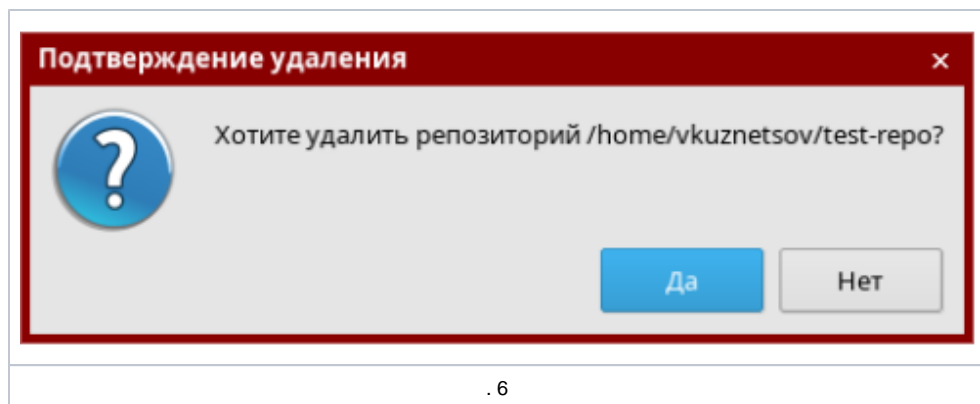 Подтверждение удаления ×
Хотите удалить репозиторий /home/vkuznetsov/test-repo?
Да Нет
. 6